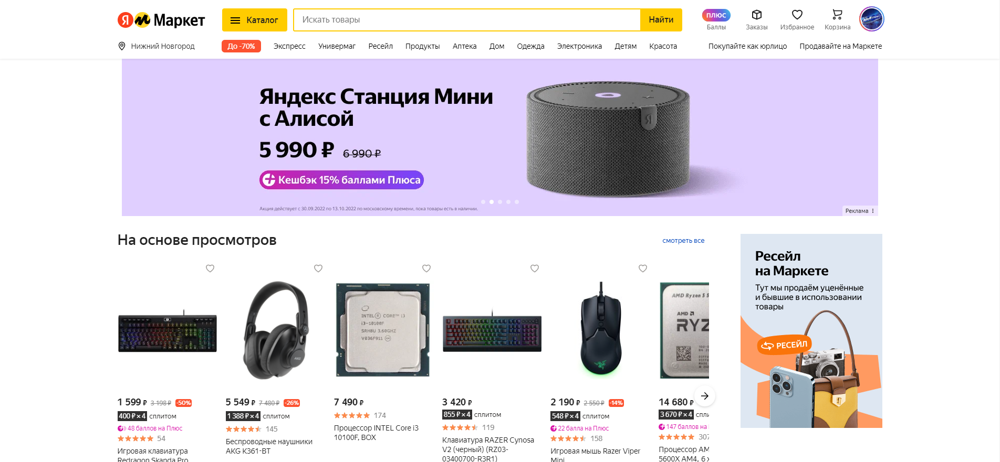 Я Маркет
Каталог
Искать товары
Найти
плюс
Баллы
Заказы
Избранное
Корзина
Нижний Новгород
До -70%
Экспресс
Универмаг
Ресейл
Продукты
Аптека
Дом
Одежда
Электроника
Детям
Красота
Покупайте как юрлицо
Продавайте на Маркете
Яндекс Станция Мини
с Алисой
5 990 ₽ 6 990 ₽
Кешбэк 15% баллами Плюса
Акция действует с 30.09.2022 по 13.10.2022 по московскому времени, пока товары есть в наличии.
Реклама
На основе просмотров
смотреть все
1 599 ₽ 3 198 ₽ -50%
400 ₽ × 4 сплитом
48 баллов на Плюс
54
Игровая клавиатура
Redragon Skanda Pro
AKG
5 549 ₽ 7 480 ₽ -26%
1 388 ₽ × 4 сплитом
145
Беспроводные наушники
AKG K361-BT
INTEL® CORE™ i3
i3-10100F
SRH8U 3.60GHZ
V036F911
7 490 ₽
174
Процессор INTEL Core i3
10100F, BOX
3 420 ₽
855 ₽ × 4 сплитом
119
Клавиатура RAZER Cynosa
V2 (черный) (RZ03-
03400700-R3R1)
2 190 ₽ 2 550 ₽ -14%
548 ₽ × 4 сплитом
22 балла на Плюс
158
Игровая мышь Razer Viper
Mini
AMD Ryzen 5 5
AMD
RYZ
14 680 ₽
3 670 ₽ × 4 спли
147 баллов на
307
Процессор AM
5600X AM4, 6 x
Ресейл
на Маркете
Тут мы продаём уценённые
и бывшие в использовании
товары
РЕСЕЙЛ